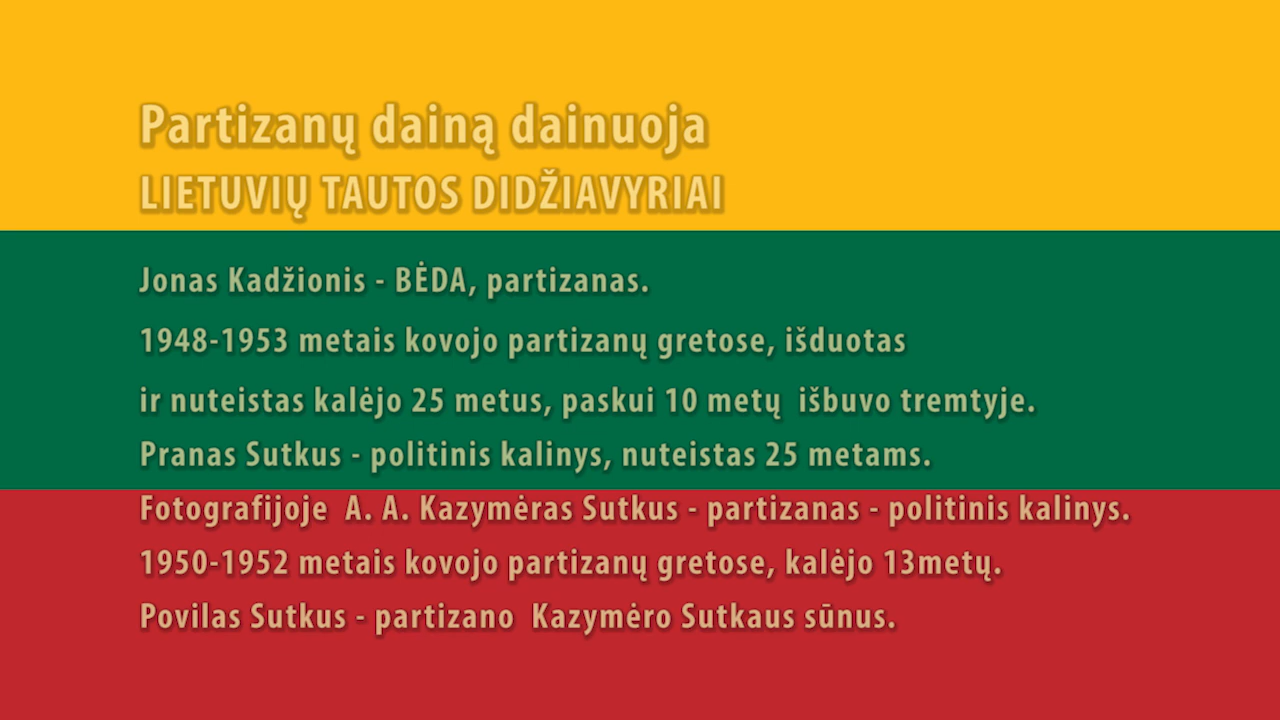 Partizanų dainą dainuoja
LIETUVIŲ TAUTOS DIDŽIAVYRIAI
Jonas Kadžionis - BĖDA, partizanas.
1948-1953 metais kovojo partizanų gretose, išduotas
ir nuteistas kalėjo 25 metus, paskui 10 metų išbuvo tremtyje.
Pranas Sutkus - politinis kalinys, nuteistas 25 metams.
Fotografijoje A. A. Kazymėras Sutkus - partizanas - politinis kalinys.
1950-1952 metais kovojo partizanų gretose, kalėjo 13metų.
Povilas Sutkus - partizano Kazymėro Sutkaus sūnus.